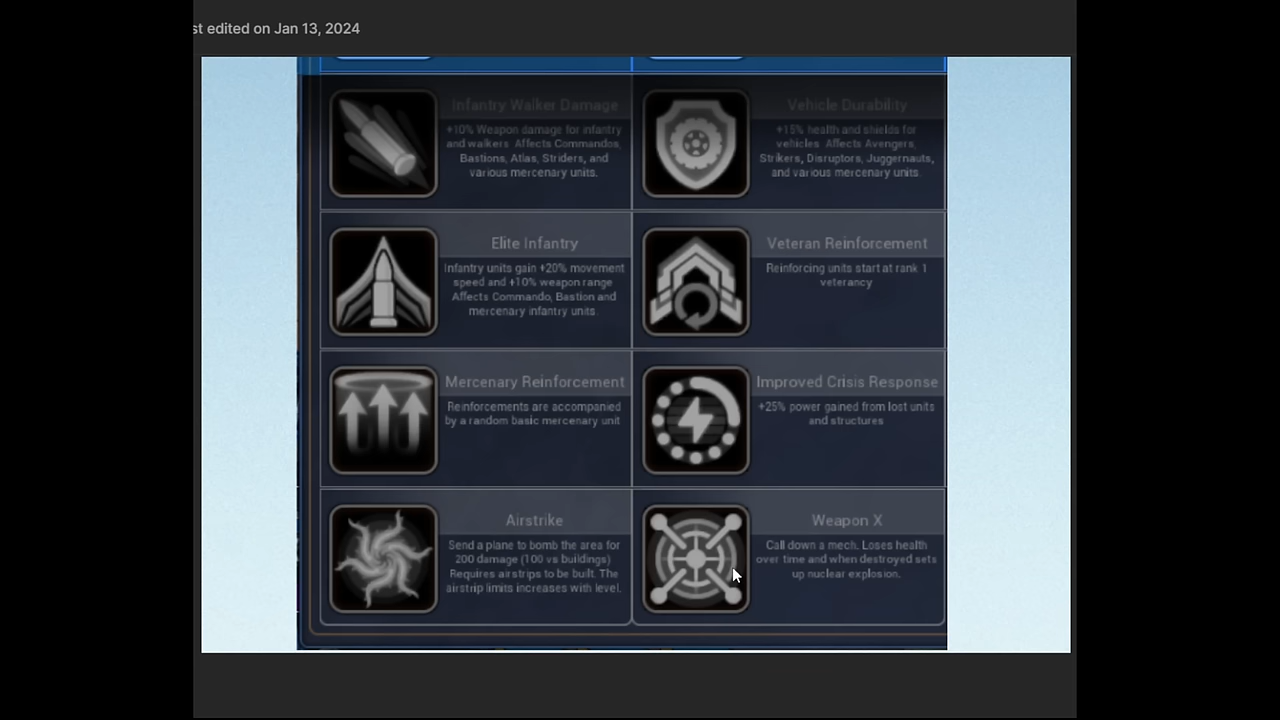 st edited on Jan 13, 2024
Infantry Walker Damage
+10% Weapon damage for infantry
and walkers Affects Commandos,
Bastions, Atlas, Striders, and
various mercenary units.
Vehicle Durability
+15% health and shields for
vehicles Affects Avengers,
Strikers, Disruptors, Juggernauts,
and various mercenary units.
Elite Infantry
Infantry units gain +20% movement
speed and +10% weapon range
Affects Commando, Bastion and
mercenary infantry units.
Veteran Reinforcement
Reinforcing units start at rank 1
veterancy
Mercenary Reinforcement
Reinforcements are accompanied
by a random basic mercenary unit
Improved Crisis Response
+25% power gained from lost units
and structures
Airstrike
Send a plane to bomb the area for
200 damage (100 vs buildings)
Requires airstrips to be built. The
airstrip limits increases with level.
Weapon X
Call down a mech. Loses health
over time and when destroyed sets
up nuclear explosion.